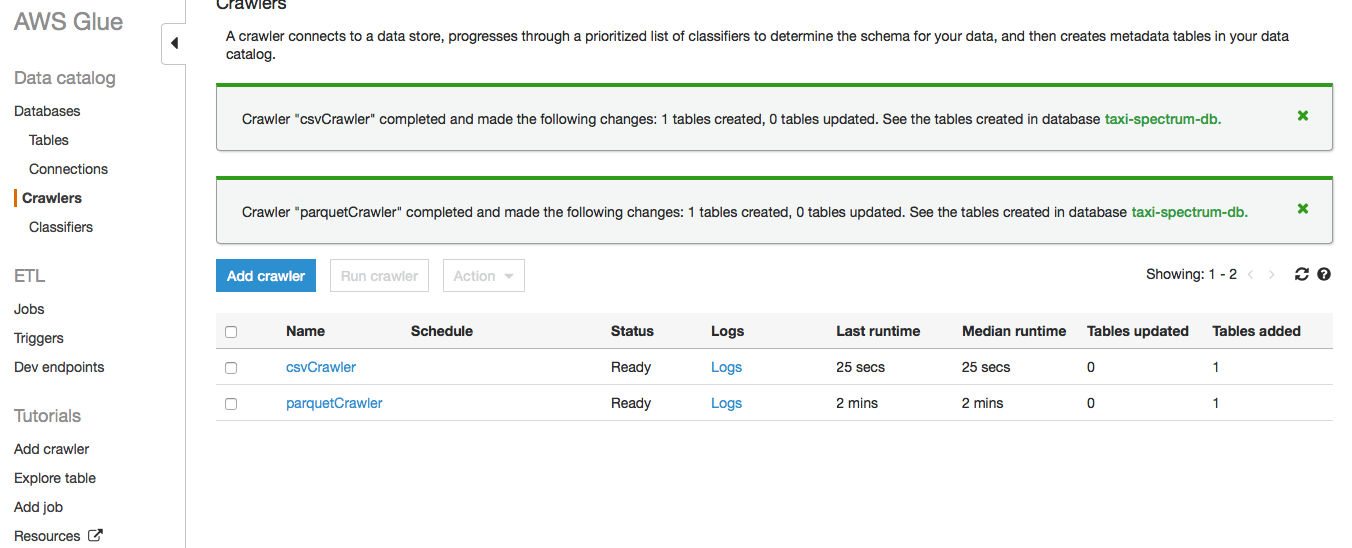 AWS Glue
Data catalog
Databases
Tables
Connections
Crawlers
Classifiers
ETL
Jobs
Triggers
Dev endpoints
Tutorials
Add crawler
Explore table
Add job
Resources
Crawlers
A crawler connects to a data store, progresses through a prioritized list of classifiers to determine the schema for your data, and then creates metadata tables in your data
catalog.
Crawler "csvCrawler" completed and made the following changes: 1 tables created, 0 tables updated. See the tables created in database taxi-spectrum-db.
Crawler "parquetCrawler" completed and made the following changes: 1 tables created, 0 tables updated. See the tables created in database taxi-spectrum-db.
Add crawler Run crawler Action Showing: 1 - 2
Name Schedule Status Logs Last runtime Median runtime Tables updated Tables added
csvCrawler Ready Logs 25 secs 25 secs 0 1
parquetCrawler Ready Logs 2 mins 2 mins 0 1